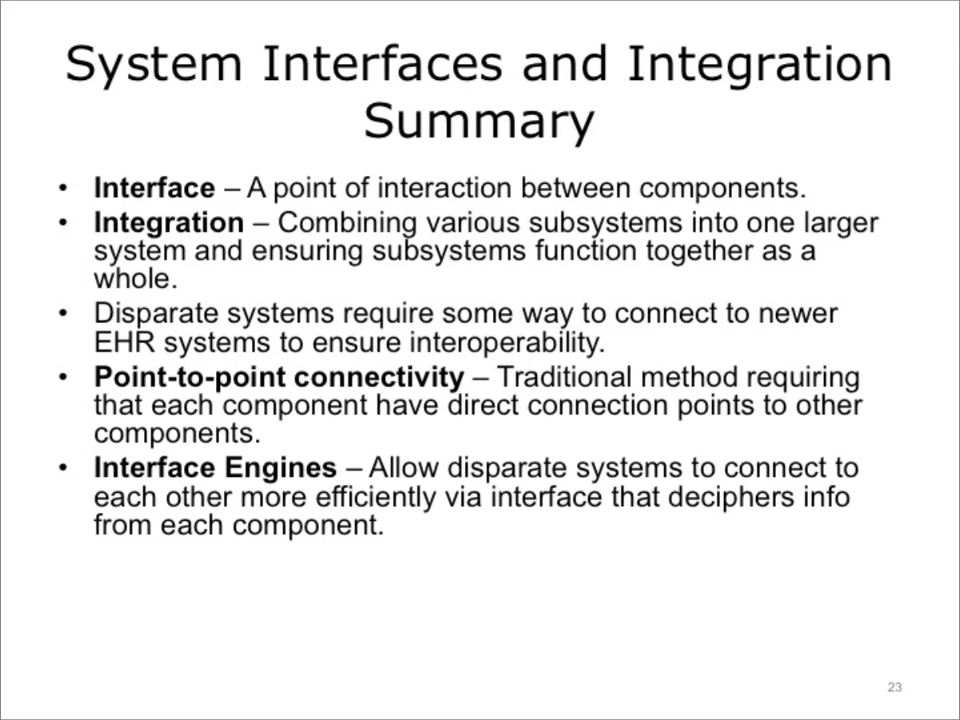 System Interfaces and Integration
Summary
• Interface – A point of interaction between components.
• Integration – Combining various subsystems into one larger
system and ensuring subsystems function together as a
whole.
• Disparate systems require some way to connect to newer
EHR systems to ensure interoperability.
• Point-to-point connectivity – Traditional method requiring
that each component have direct connection points to other
components.
• Interface Engines – Allow disparate systems to connect to
each other more efficiently via interface that deciphers info
from each component.
23